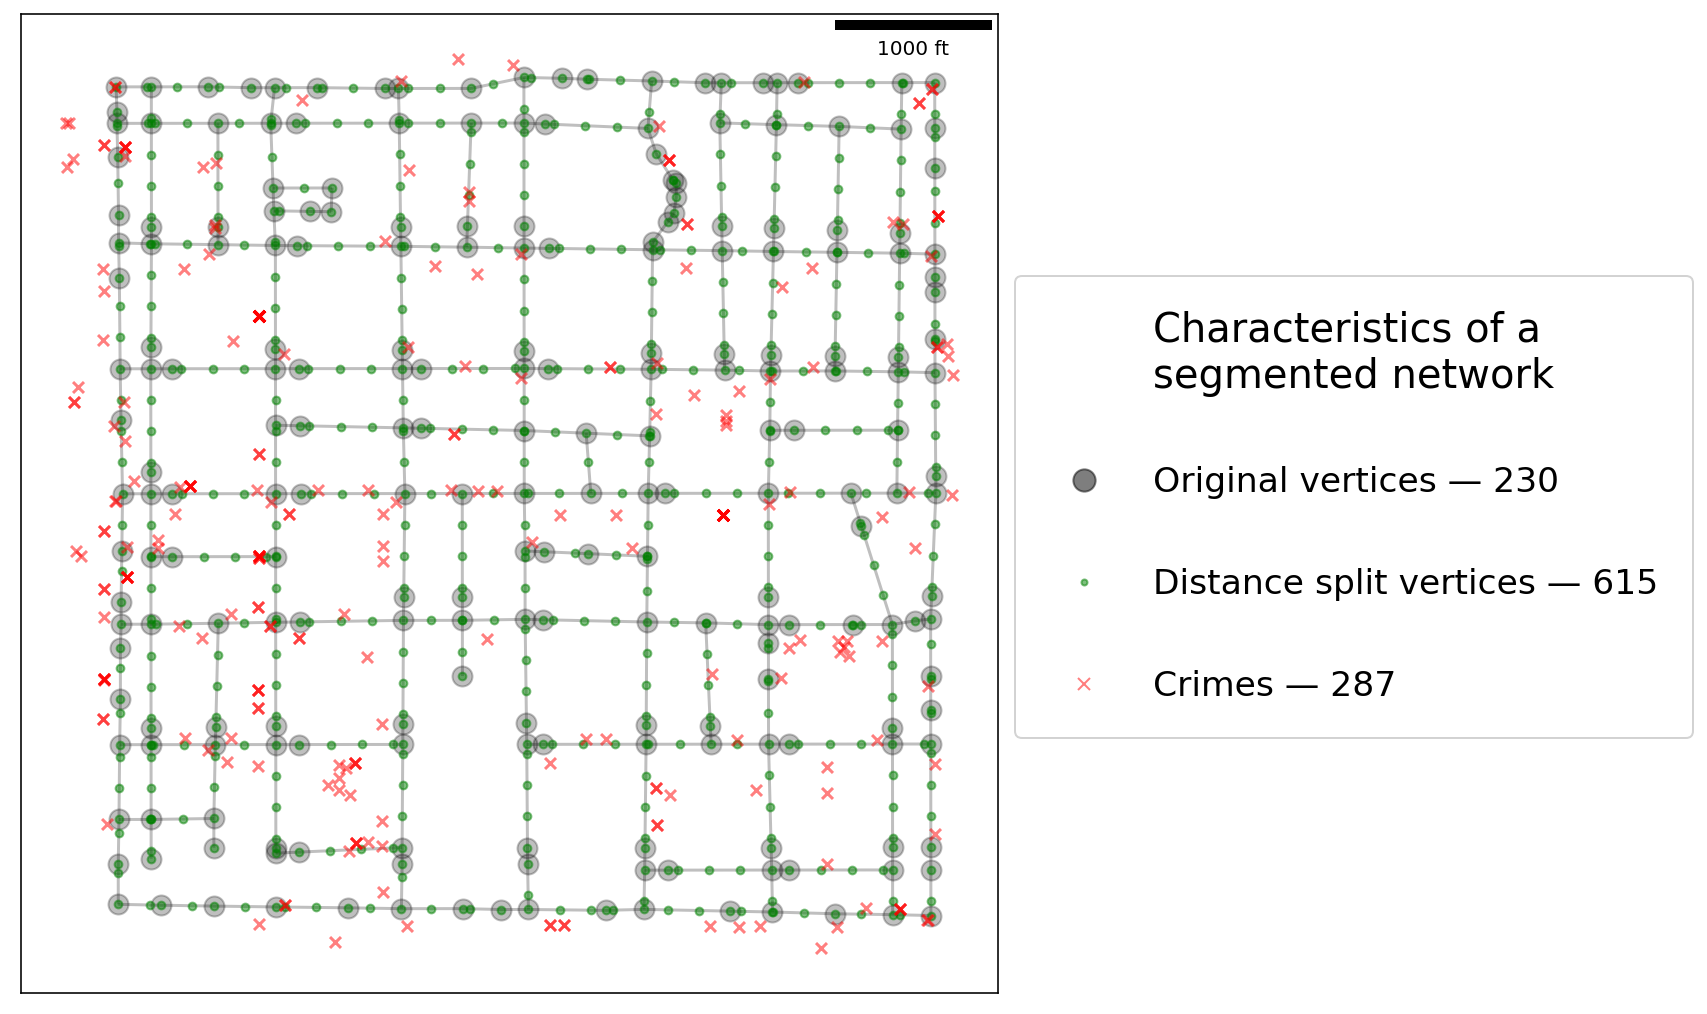 1000 ft
Characteristics of a
segmented network
Original vertices — 230
Distance split vertices — 615
Crimes — 287